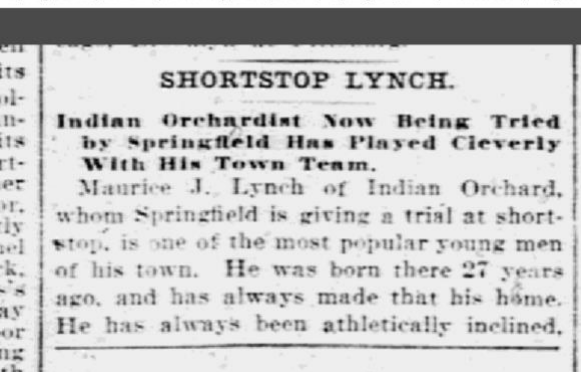 SHORTSTOP LYNCH.
Indian Orchardist Now Being Tried
by Springfield Has Played Cleverly
With His Town Team.
Maurice J. Lynch of Indian Orchard,
whom Springfield is giving a trial at short-
stop, is one of the most popular young men
of his town. He was born there 27 years
ago, and has always made that his home.
He has always been athletically inclined,